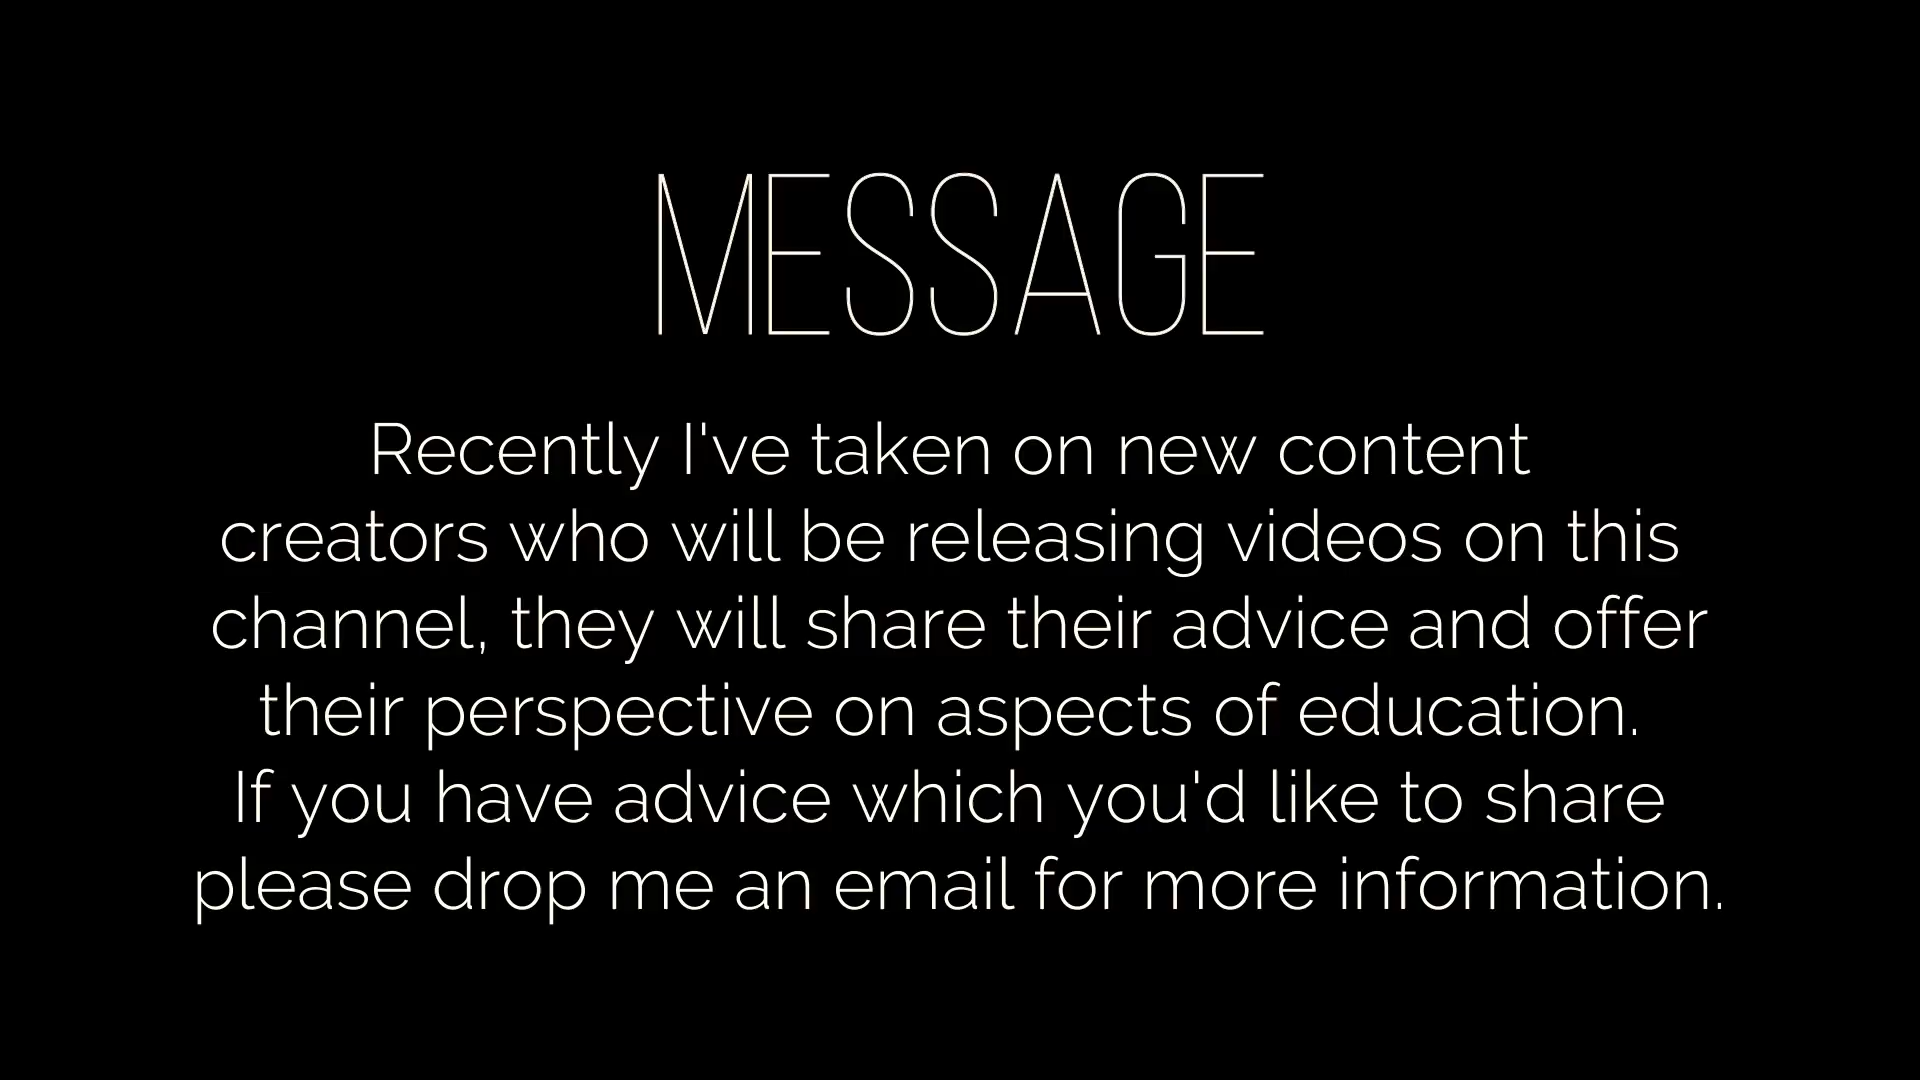 MESSAGE
Recently I've taken on new content
creators who will be releasing videos on this
channel, they will share their advice and offer
their perspective on aspects of education.
If you have advice which you'd like to share
please drop me an email for more information.